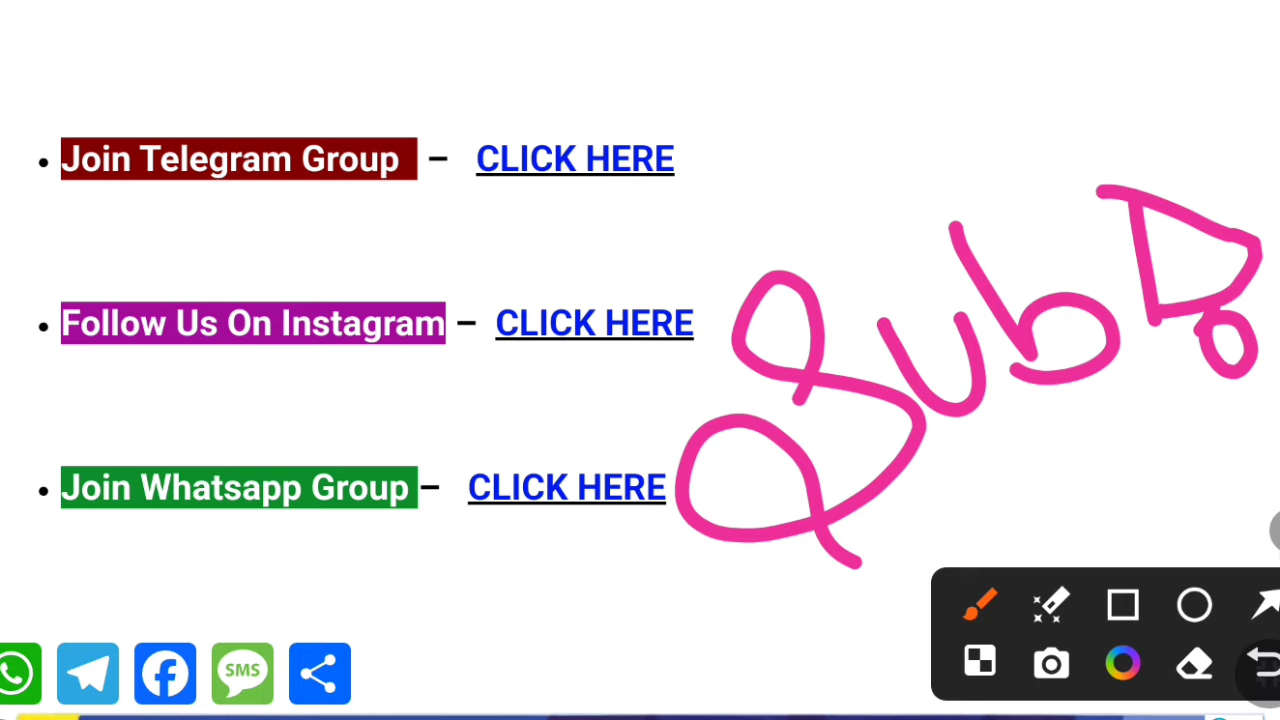 Join Telegram Group – CLICK HERE
Follow Us On Instagram – CLICK HERE
Join Whatsapp Group – CLICK HERE
Sub
SMS